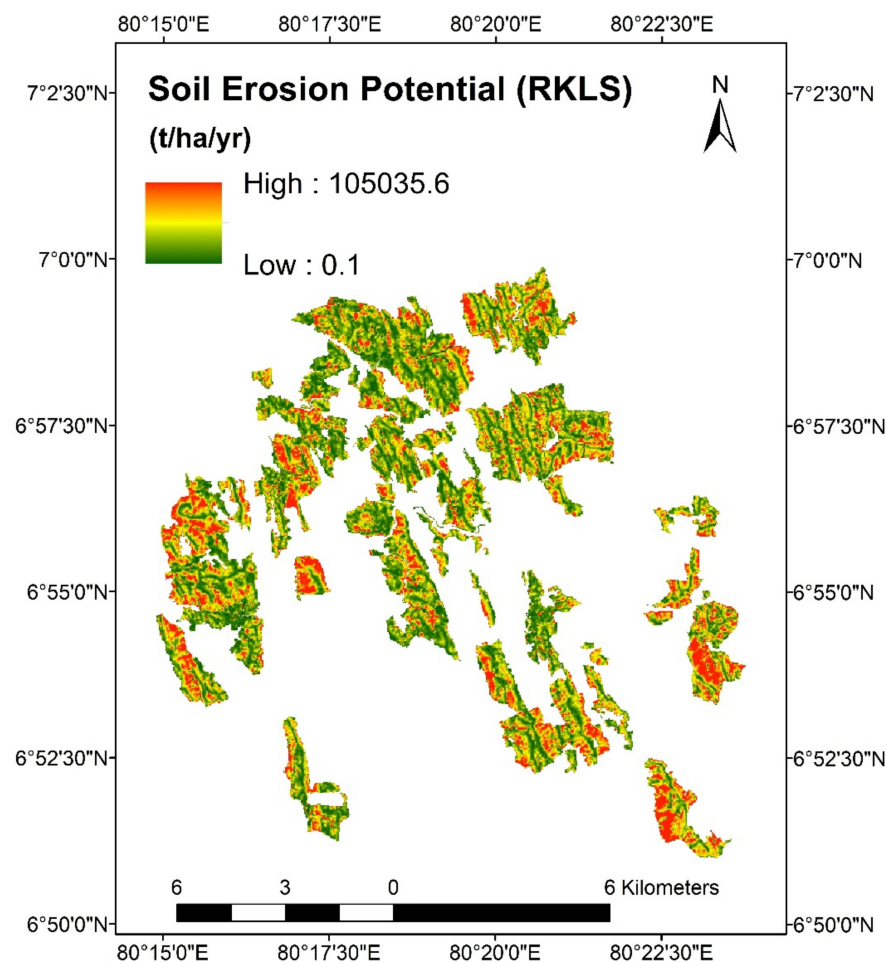 80°15'0"E 80°17'30"E 80°20'0"E 80°22'30"E
7°2'30"N 7°2'30"N
Soil Erosion Potential (RKLS)
N
(t/ha/yr)
High : 105035.6
Low : 0.1
7°0'0"N 7°0'0"N
6°57'30"N 6°57'30"N
6°55'0"N 6°55'0"N
6°52'30"N 6°52'30"N
6 3 0 6 Kilometers
6°50'0"N 6°50'0"N
80°15'0"E 80°17'30"E 80°20'0"E 80°22'30"E